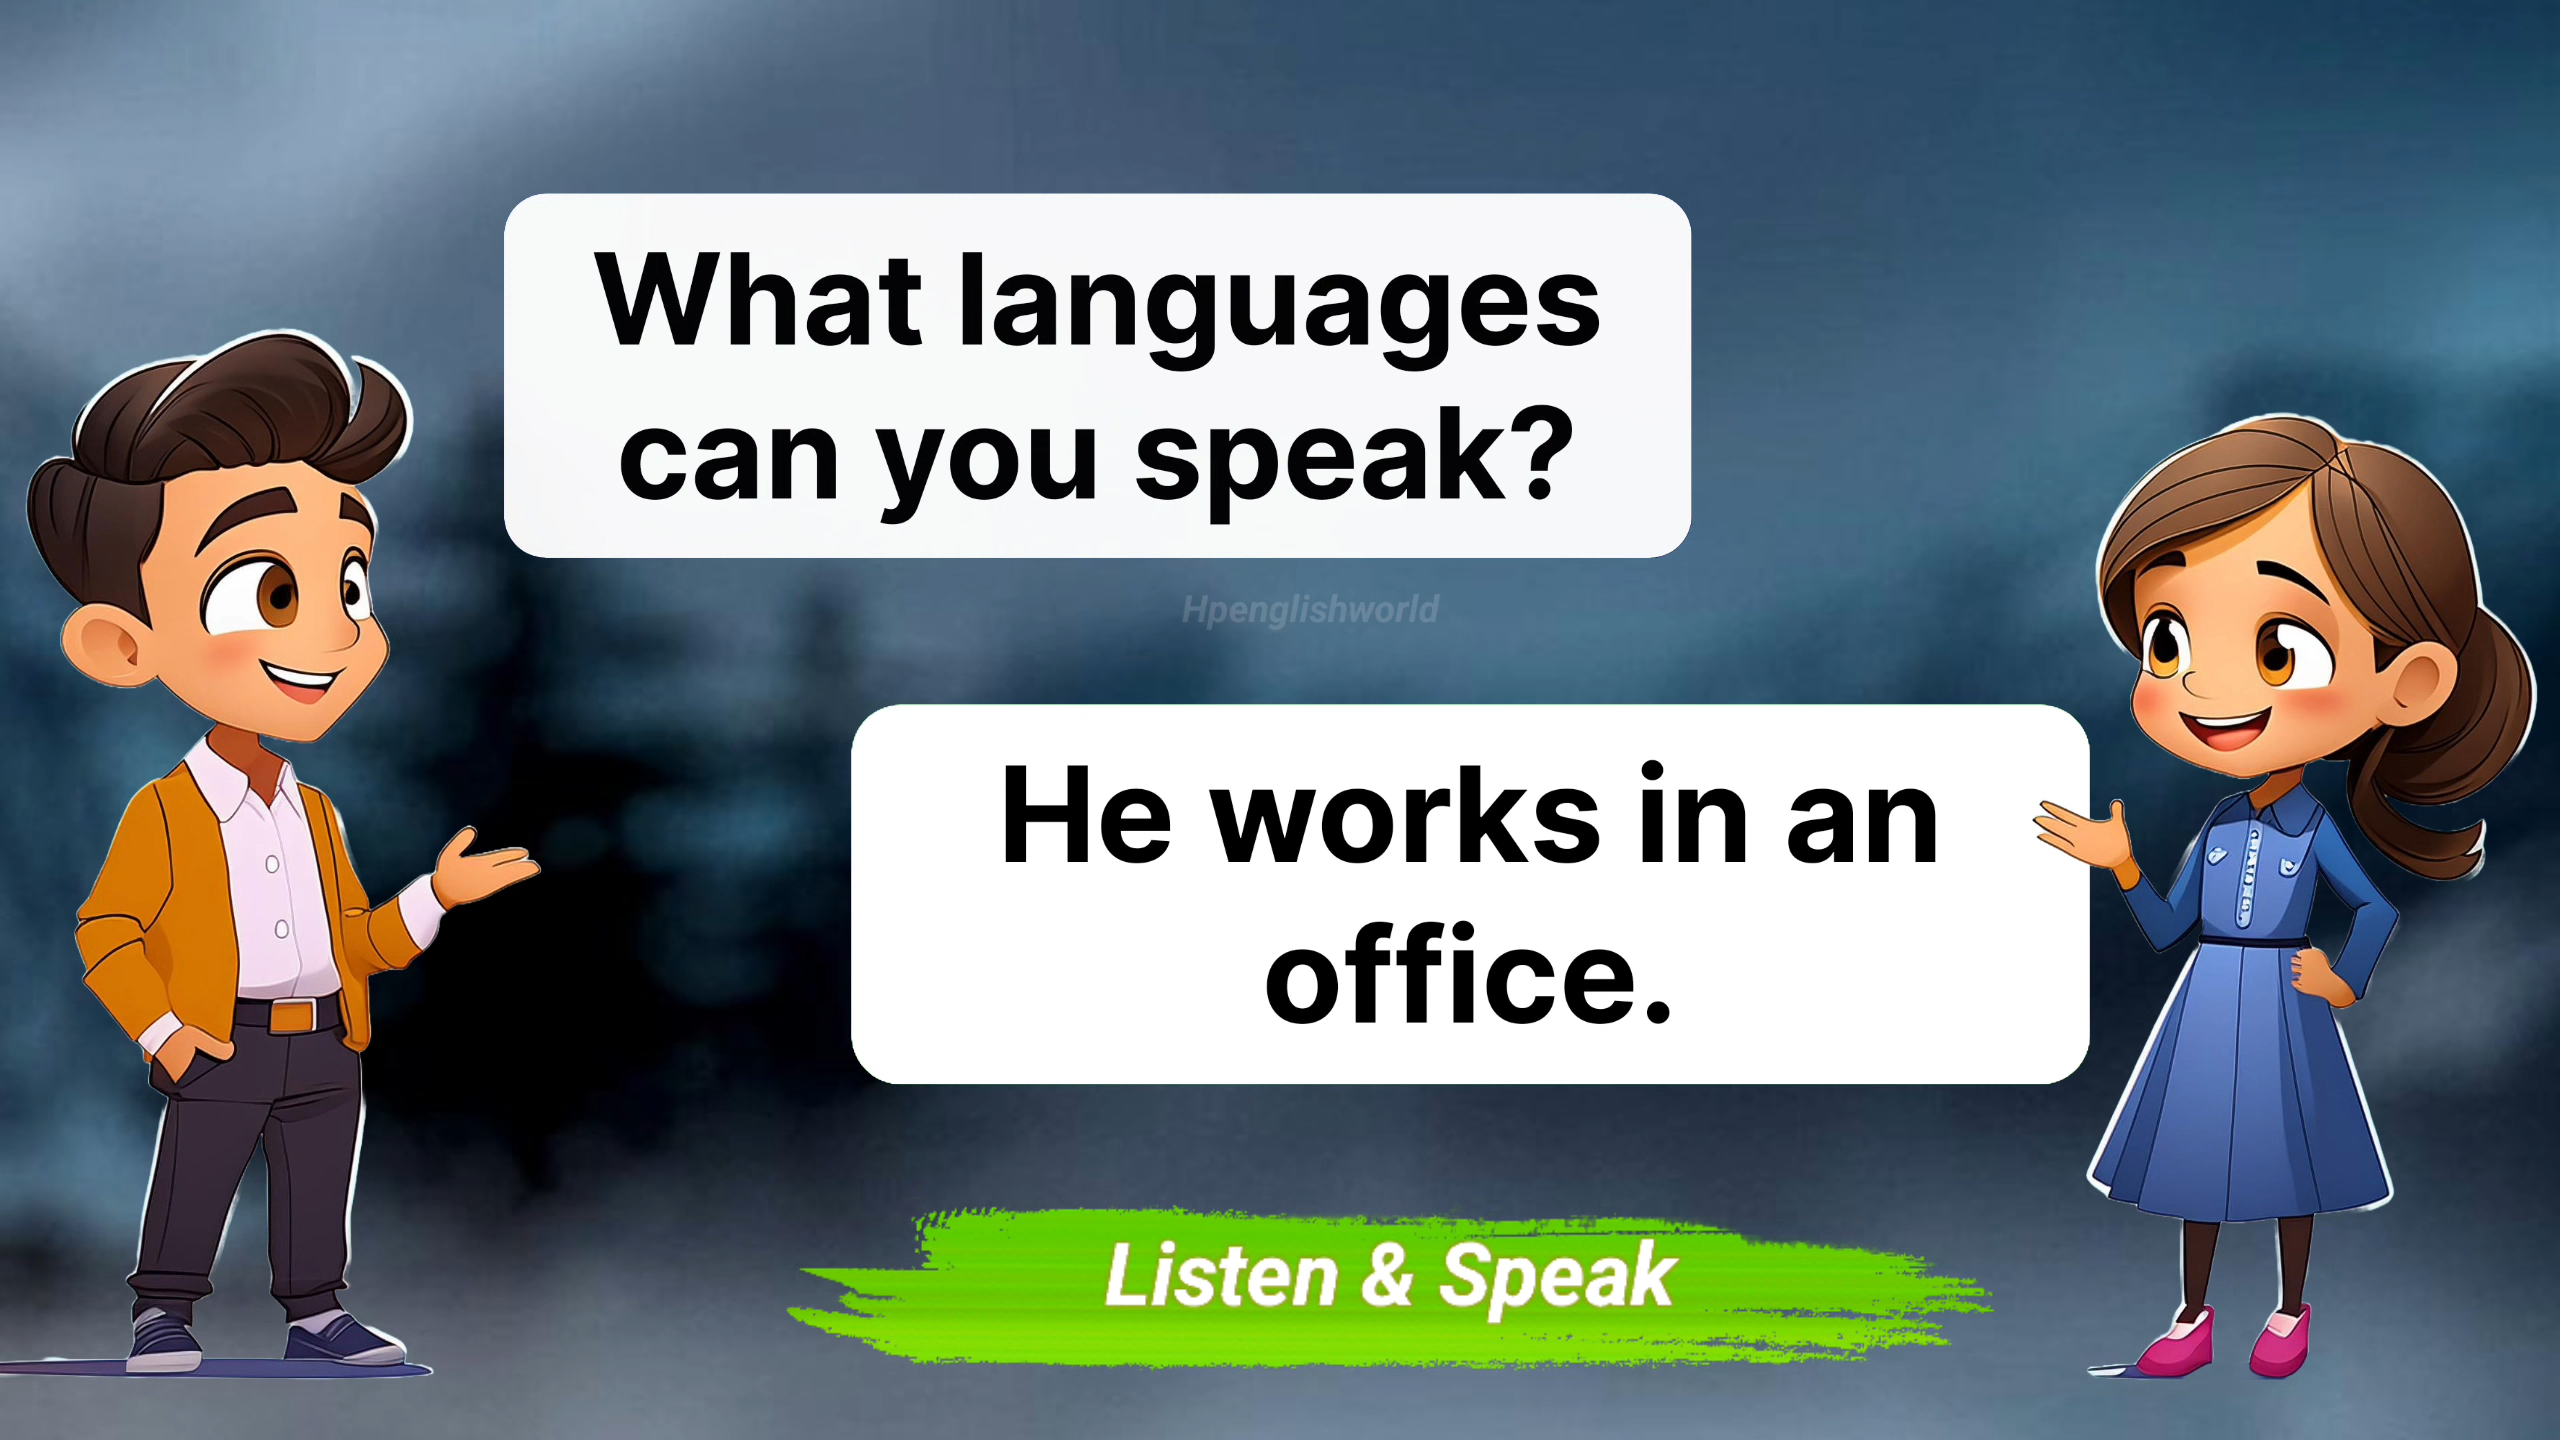 What languages
can you speak?
Hpenglishworld
He works in an
office.
Listen & Speak